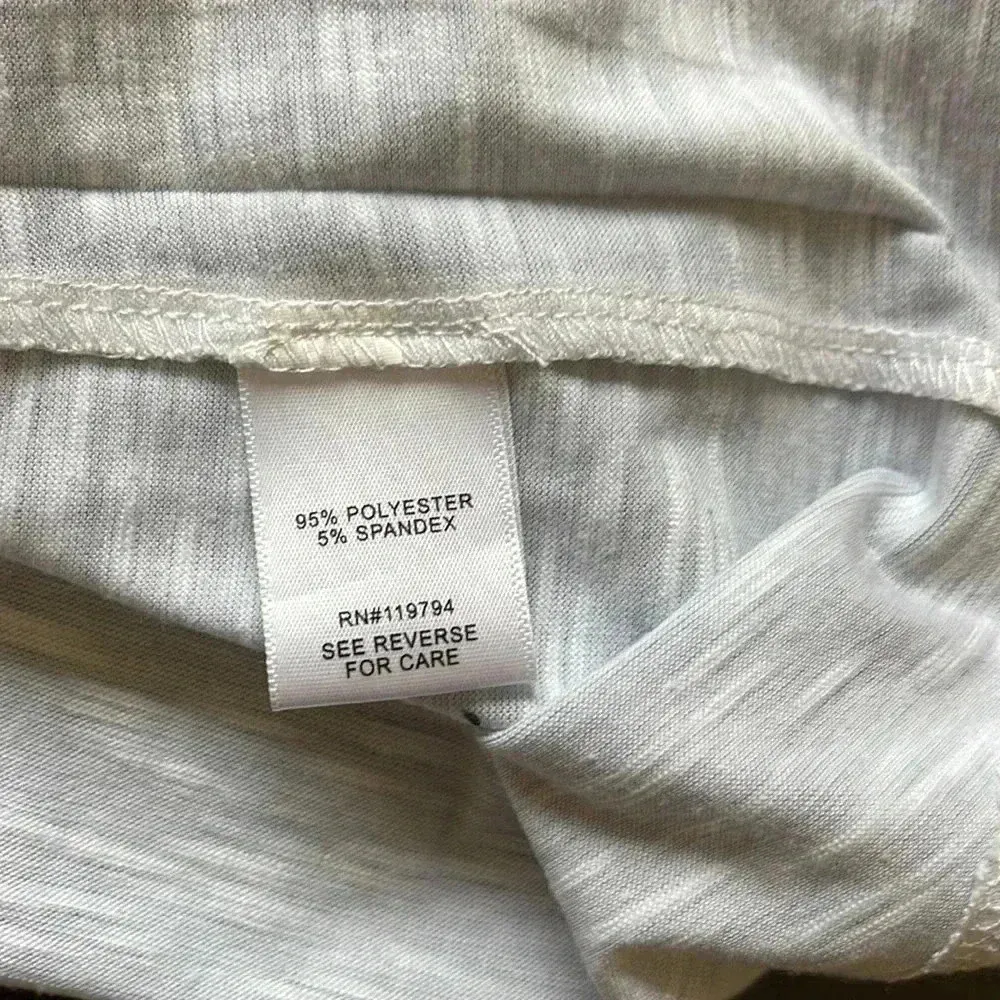 95% POLYESTER
5% SPANDEX
RN#119794
SEE REVERSE
FOR CARE